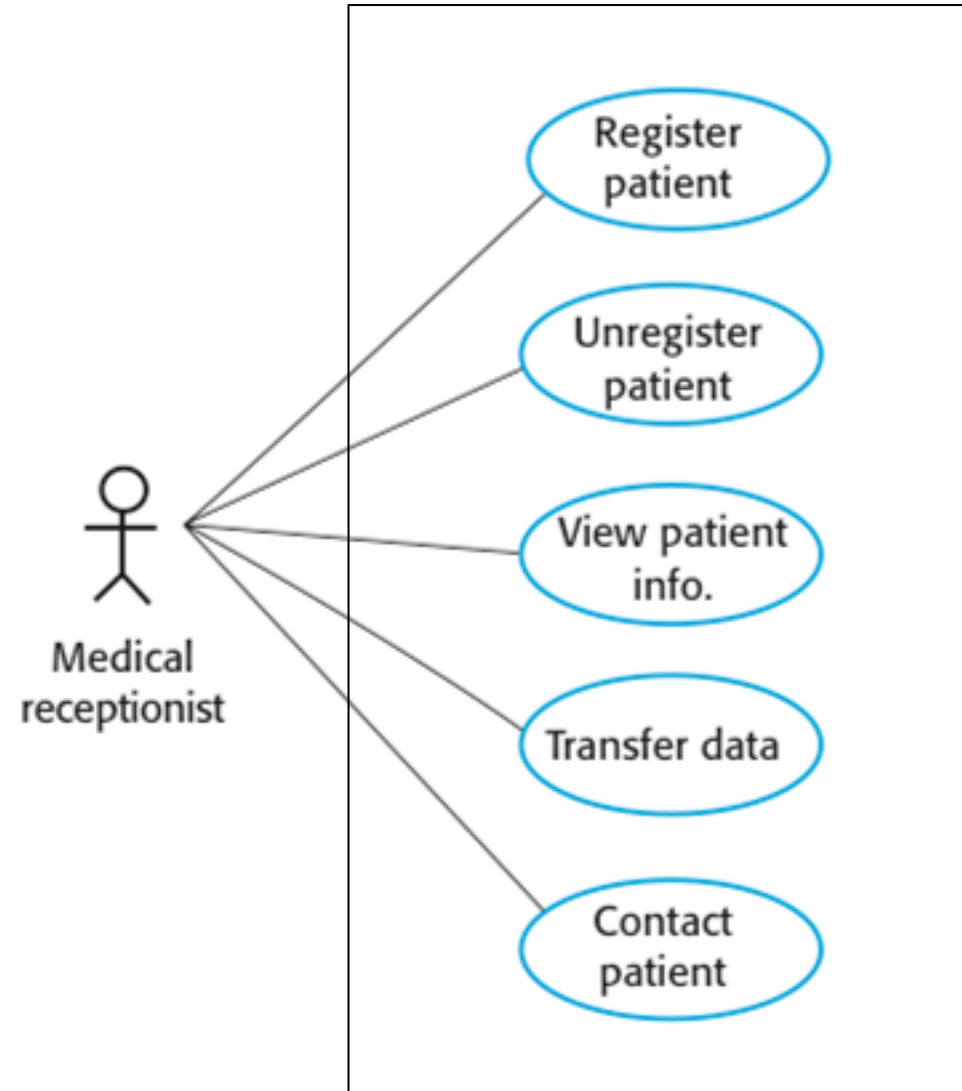 Register
patient
Unregister
patient
View patient
info.
Medical
receptionist
Transfer data
Contact
patient